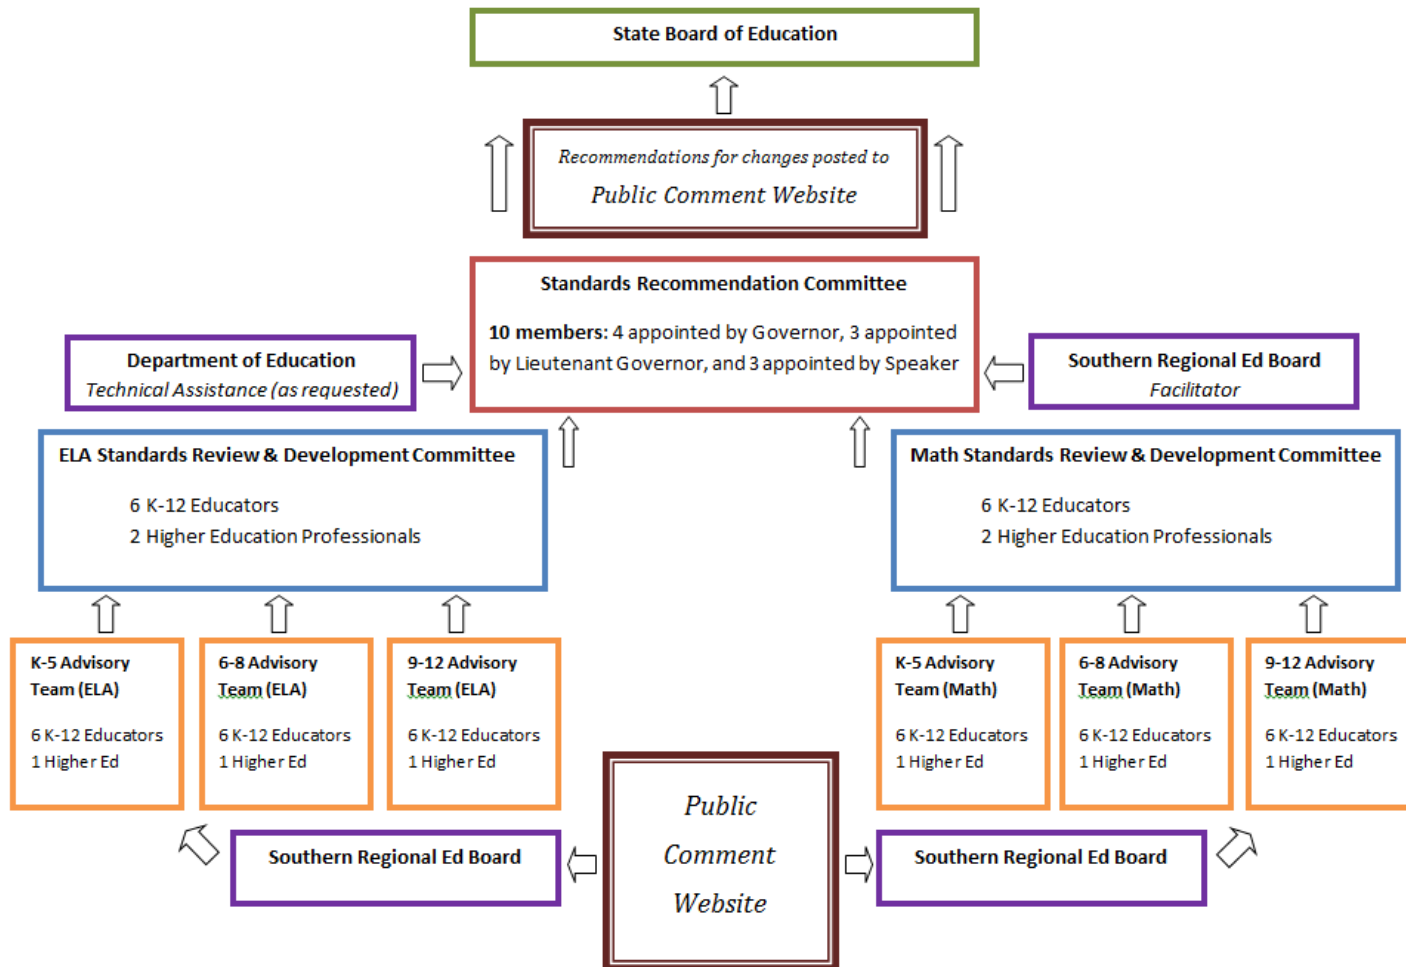 State Board of Education
Recommendations for changes posted to
Public Comment Website
Standards Recommendation Committee
10 members: 4 appointed by Governor, 3 appointed
by Lieutenant Governor, and 3 appointed by Speaker
Department of Education
Technical Assistance (as requested)
Southern Regional Ed Board
Facilitator
ELA Standards Review & Development Committee
6 K-12 Educators
2 Higher Education Professionals
Math Standards Review & Development Committee
6 K-12 Educators
2 Higher Education Professionals
K-5 Advisory
Team (ELA)
6 K-12 Educators
1 Higher Ed
6-8 Advisory
Team (ELA)
6 K-12 Educators
1 Higher Ed
9-12 Advisory
Team (ELA)
6 K-12 Educators
1 Higher Ed
K-5 Advisory
Team (Math)
6 K-12 Educators
1 Higher Ed
6-8 Advisory
Team (Math)
6 K-12 Educators
1 Higher Ed
9-12 Advisory
Team (Math)
6 K-12 Educators
1 Higher Ed
Southern Regional Ed Board
Public
Comment
Website
Southern Regional Ed Board